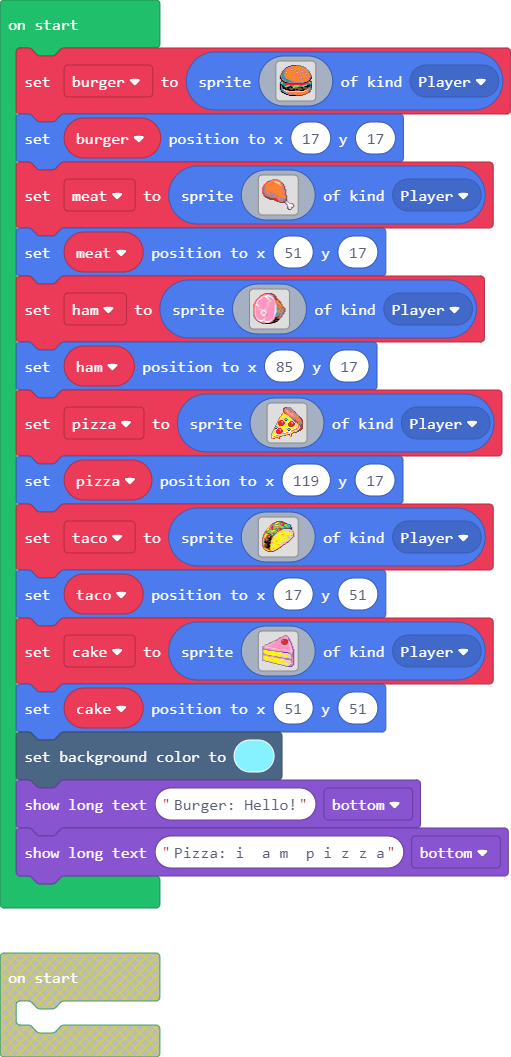 on start
set burger to sprite of kind Player
set burger position to x 17 y 17
set meat to sprite of kind Player
set meat position to x 51 y 17
set ham to sprite of kind Player
set ham position to x 85 y 17
set pizza to sprite of kind Player
set pizza position to x 119 y 17
set taco to sprite of kind Player
set taco position to x 17 y 51
set cake to sprite of kind Player
set cake position to x 51 y 51
set background color to
show long text "Burger: Hello!" bottom
show long text "Pizza: i  a m  p i z z a" bottom
on start